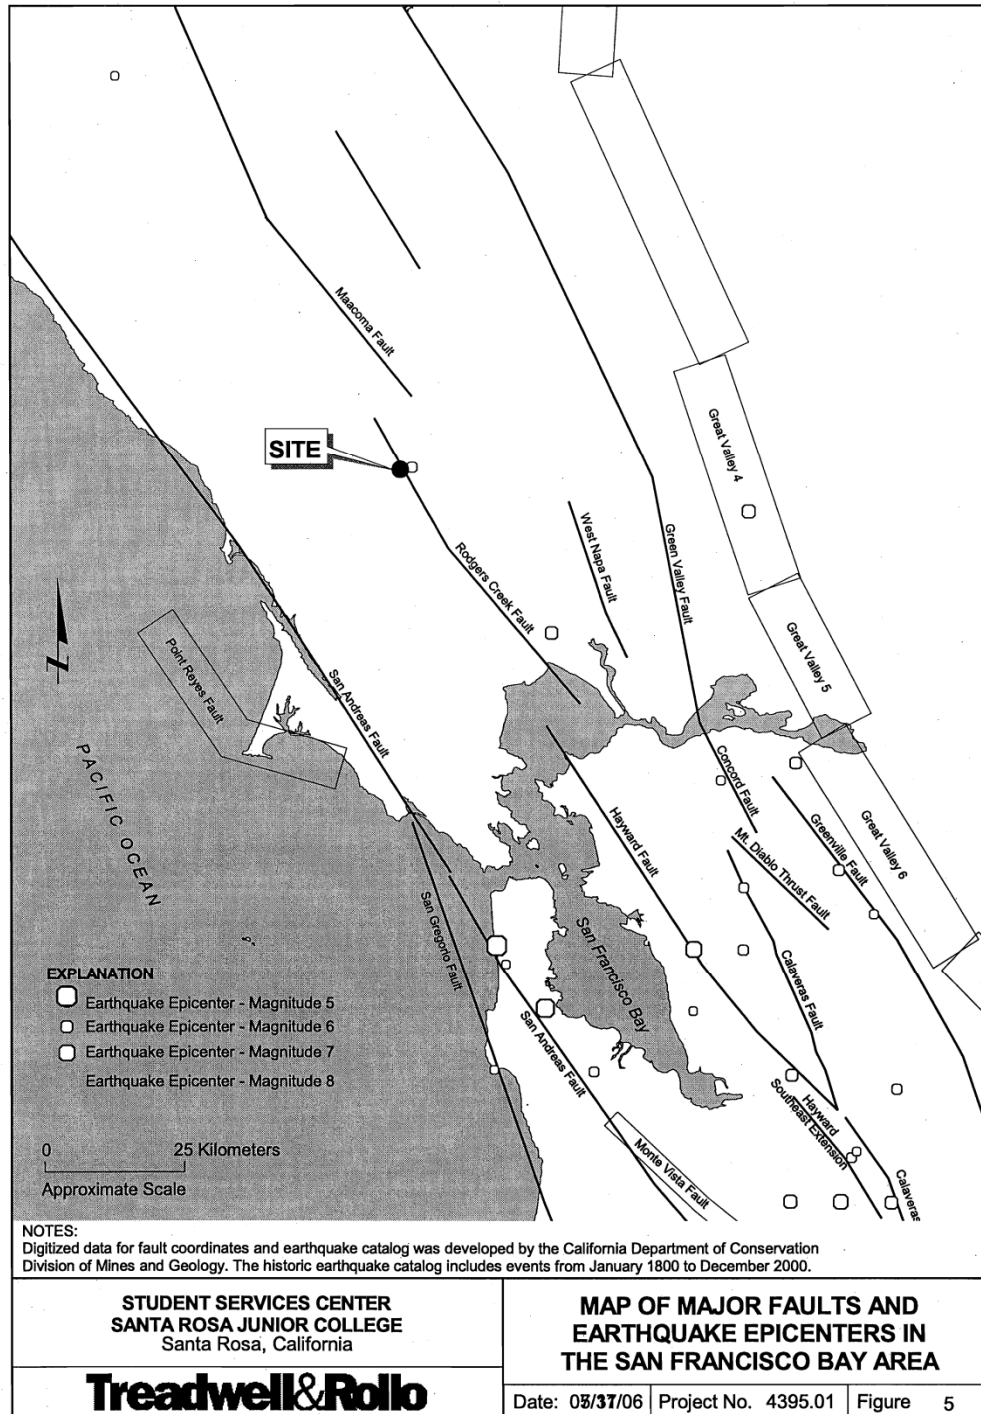 Maacoma Fault
SITE
Great Valley 4
West Napa Fault
Green Valley Fault
Rodgers Creek Fault
Great Valley 5
Point Reyes Fault
San Andreas Fault
PACIFIC OCEAN
Concord Fault
Hayward Fault
Greenville Fault
Great Valley 6
Mt. Diablo Thrust Fault
San Gregorio Fault
San Francisco Bay
Calaveras Fault
San Andreas Fault
Hayward
Southeast Extension
Monte Vista Fault
Calaveras
EXPLANATION
Earthquake Epicenter - Magnitude 5
Earthquake Epicenter - Magnitude 6
Earthquake Epicenter - Magnitude 7
Earthquake Epicenter - Magnitude 8
0 25 Kilometers
Approximate Scale
NOTES:
Digitized data for fault coordinates and earthquake catalog was developed by the California Department of Conservation
Division of Mines and Geology. The historic earthquake catalog includes events from January 1800 to December 2000.
STUDENT SERVICES CENTER
SANTA ROSA JUNIOR COLLEGE
Santa Rosa, California
Treadwell&Rollo
MAP OF MAJOR FAULTS AND
EARTHQUAKE EPICENTERS IN
THE SAN FRANCISCO BAY AREA
Date: Project No. 4395.01 Figure 5